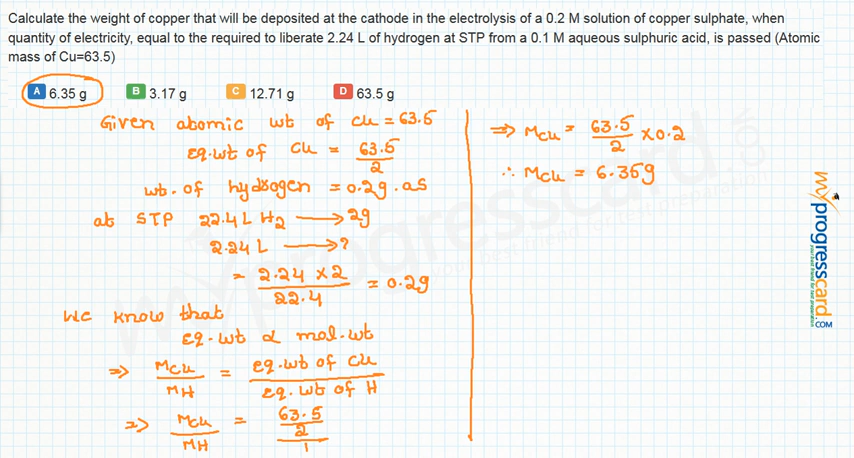 Calculate the weight of copper that will be deposited at the cathode in the electrolysis of a 0.2 M solution of copper sulphate, when
quantity of electricity, equal to the required to liberate 2.24 L of hydrogen at STP from a 0.1 M aqueous sulphuric acid, is passed (Atomic
mass of Cu=63.5)
A 6.35 g B 3.17 g C 12.71 g D 63.5 g
Given abomic wt of Cu = 63.5
eq.wt of Cu = 63.5/2
wt. of hydrogen = 0.2g. as
at STP 22.4L H2 → 2g
2.24 L → ?
= 2.24 × 2/22.4 = 0.2g
We know that
eq.wt α mol.wt
⇒ MCu/MH = eq.wt of Cu/eq.wt of H
⇒ MCu/MH = 63.5/2/1
⇒ MCu = 63.5/2 × 0.2
∴ MCu = 6.35g
myprogresscard
.COM